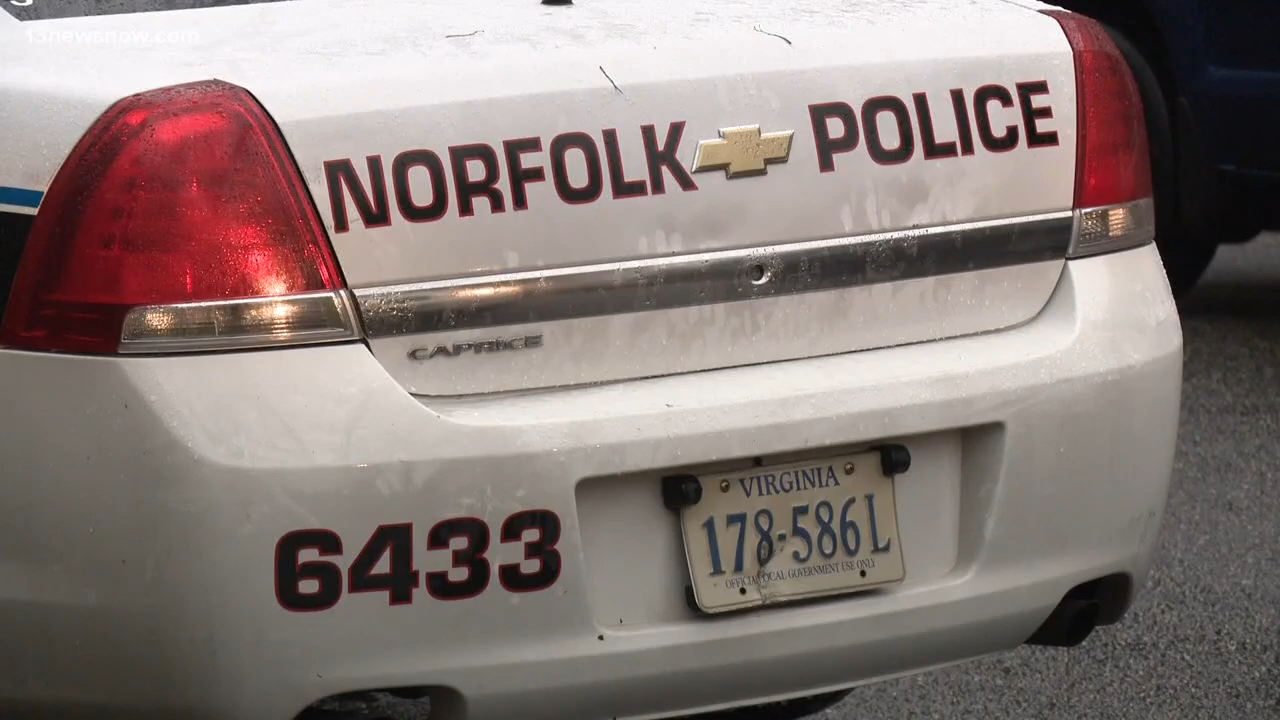 13newsnow.com
NORFOLK POLICE
CAPRICE
VIRGINIA
178-586L
OFFICIAL LOCAL GOVERNMENT USE ONLY
6433